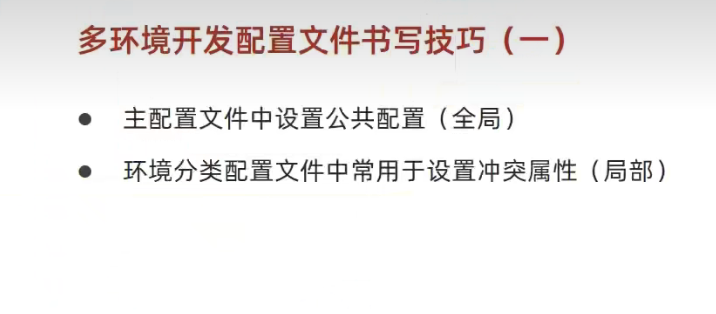 多环境开发配置文件书写技巧（一）
● 主配置文件中设置公共配置（全局）
● 环境分类配置文件中常用于设置冲突属性（局部）